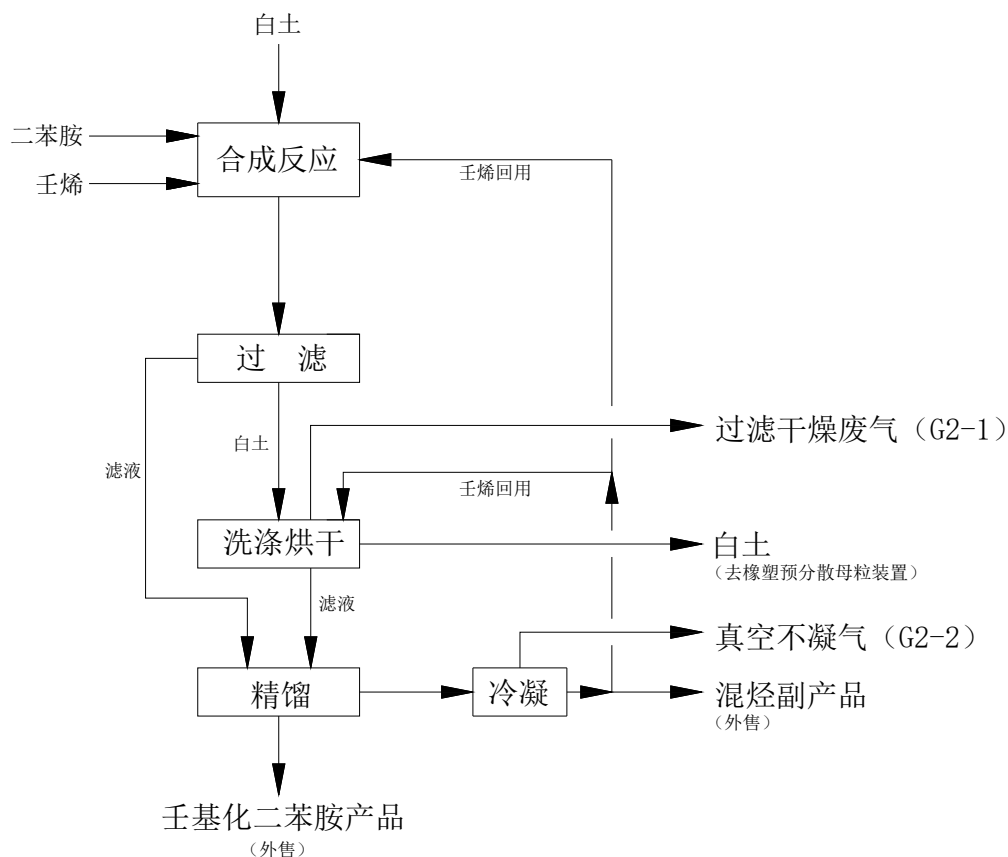 白土
二苯胺
合成反应
壬烯
壬烯回用
过 滤
白土
滤液
过滤干燥废气（G2-1）
壬烯回用
洗涤烘干
白土
（去橡塑预分散母粒装置）
滤液
真空不凝气（G2-2）
精馏
冷凝
混烃副产品
（外售）
壬基化二苯胺产品
（外售）